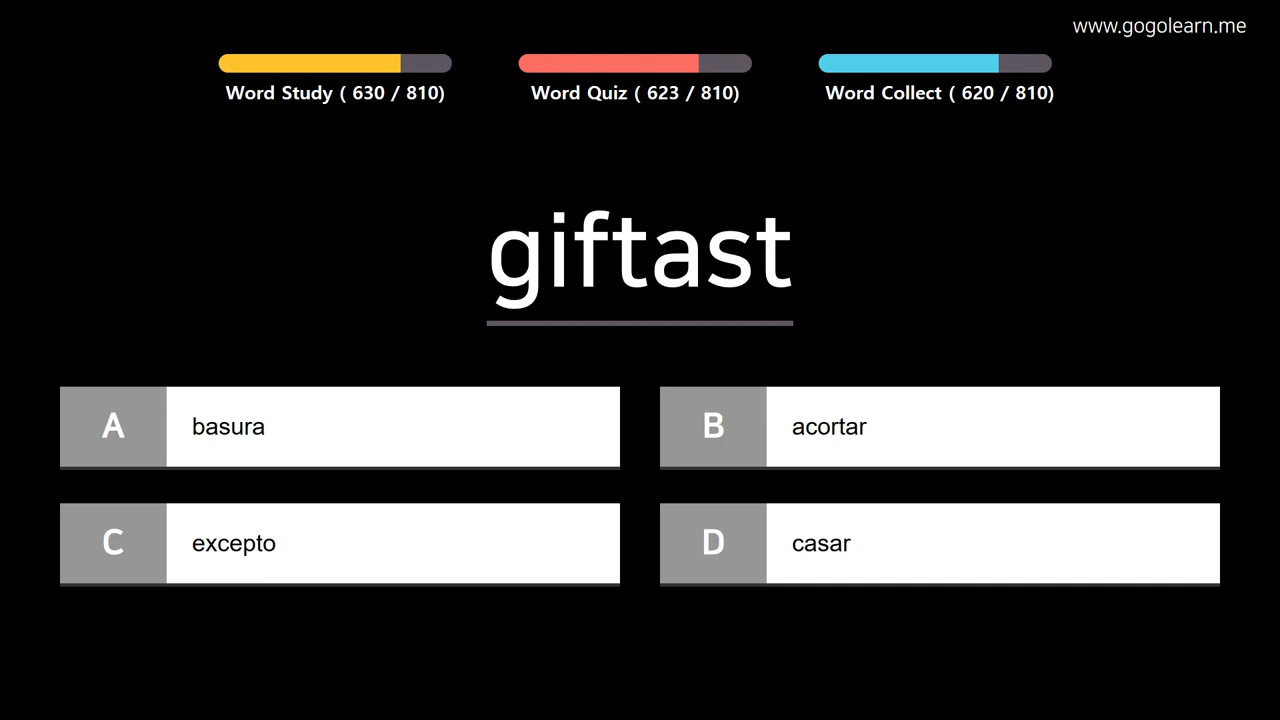 www.gogolearn.me
Word Study ( 630 / 810)
Word Quiz ( 623 / 810)
Word Collect ( 620 / 810)
giftast
A basura
B acortar
C excepto
D casar